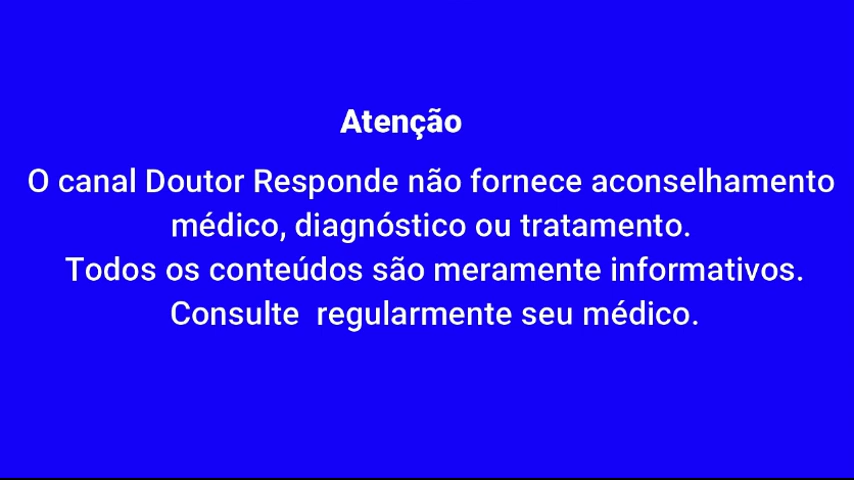 Atenção
O canal Doutor Responde não fornece aconselhamento
médico, diagnóstico ou tratamento.
Todos os conteúdos são meramente informativos.
Consulte  regularmente seu médico.